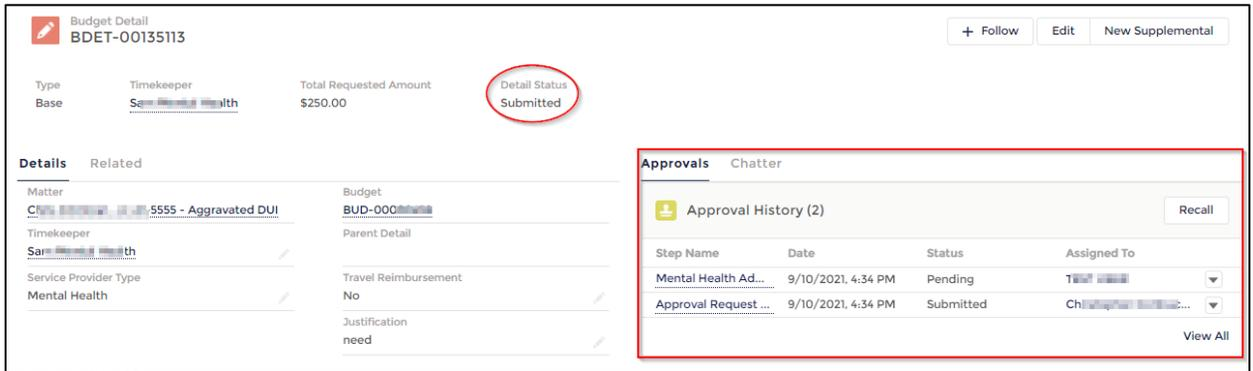 Budget Detail
BDET-00135113
+ Follow Edit New Supplemental
Type Timekeeper Total Requested Amount Detail Status
Base $250.00 Submitted
Details Related
Matter Budget
5555 - Aggravated DUI
Timekeeper Parent Detail
Service Provider Type Travel Reimbursement
Mental Health No
Justification
need
Approvals Chatter
Approval History (2) Recall
Step Name Date Status Assigned To
Mental Health Ad... 9/10/2021, 4:34 PM Pending
Approval Request ... 9/10/2021, 4:34 PM Submitted
View All